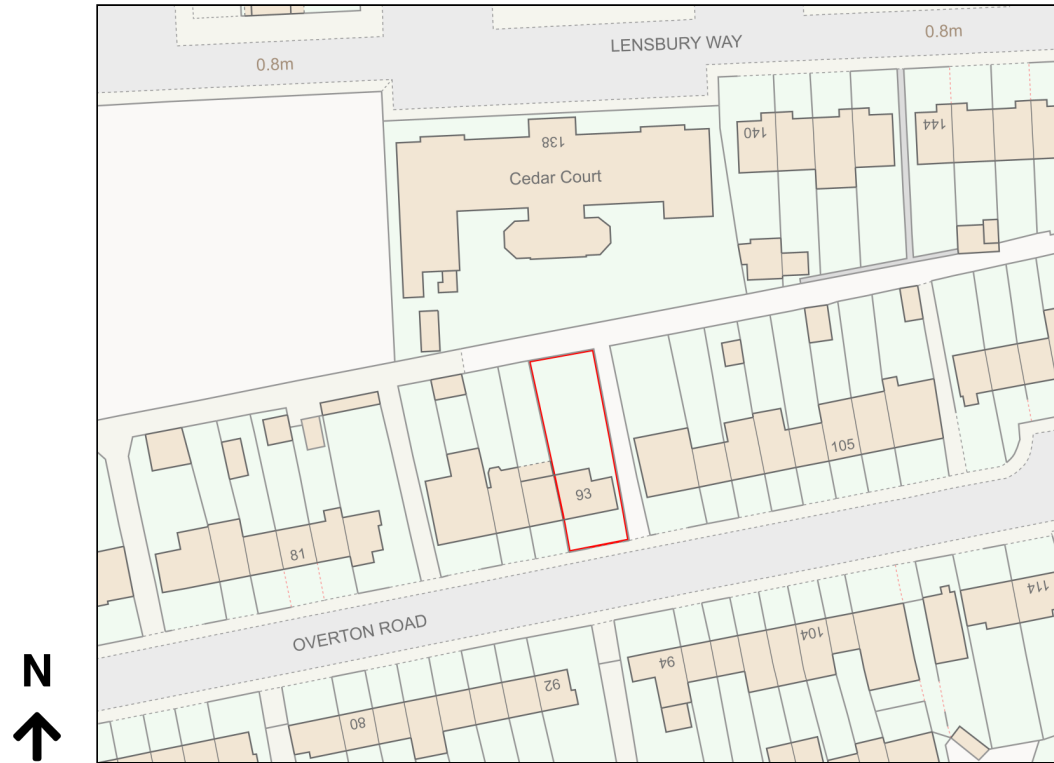 LENSBURY WAY
0.8m
0.8m
138
Cedar Court
140
144
93
105
81
OVERTON ROAD
N
92
80
94
104
114